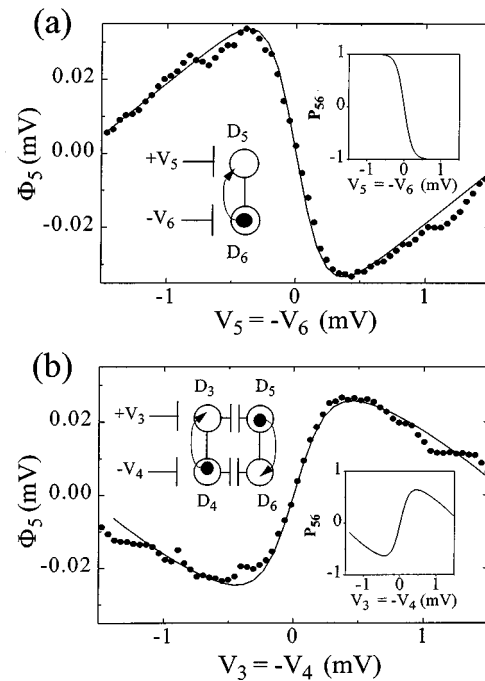 (a)
Φ₅ (mV)
0.02
0.00
-0.02
D₅
+V₅
-V₆
D₆
1
0
-1
P₅₆
-1 0 1
V₅ = -V₆ (mV)
-1 0 1
V₅ = -V₆ (mV)
(b)
Φ₅ (mV)
0.02
0.00
-0.02
D₃ D₅
+V₃
-V₄
D₄ D₆
1
0
-1
P₅₆
-1 0 1
V₃ = -V₄ (mV)
-1 0 1
V₃ = -V₄ (mV)